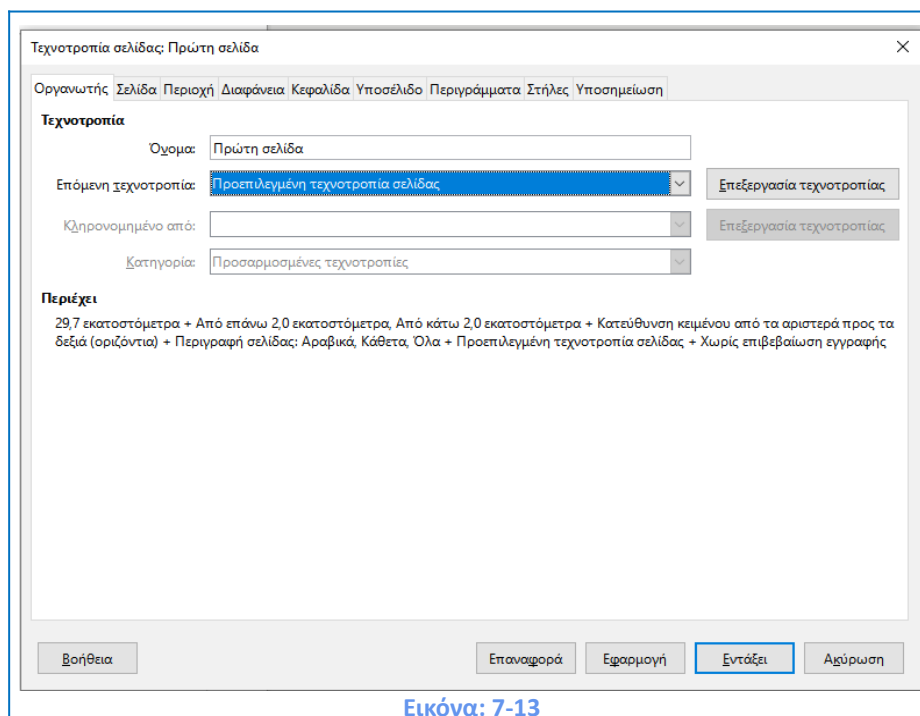 Τεχνοτροπία σελίδας: Πρώτη σελίδα
Οργανωτής Σελίδα Περιοχή Διαφάνεια Κεφαλίδα Υποσέλιδο Περιγράμματα Στήλες Υποσημείωση
Τεχνοτροπία
Όνομα: Πρώτη σελίδα
Επόμενη τεχνοτροπία: Προεπιλεγμένη τεχνοτροπία σελίδας Επεξεργασία τεχνοτροπίας
Κληρονομημένο από: Επεξεργασία τεχνοτροπίας
Κατηγορία: Προσαρμοσμένες τεχνοτροπίες
Περιέχει
29,7 εκατοστόμετρα + Από επάνω 2,0 εκατοστόμετρα, Από κάτω 2,0 εκατοστόμετρα + Κατεύθυνση κειμένου από τα αριστερά προς τα
δεξιά (οριζόντια) + Περιγραφή σελίδας: Αραβικά, Κάθετα, Όλα + Προεπιλεγμένη τεχνοτροπία σελίδας + Χωρίς επιβεβαίωση εγγραφής
Βοήθεια Επαναφορά Εφαρμογή Εντάξει Ακύρωση
Εικόνα: 7-13